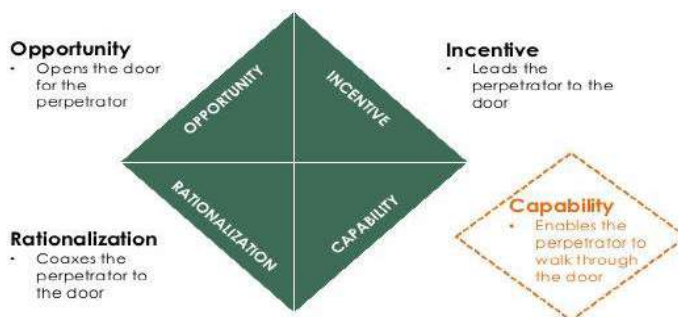 Opportunity
• Opens the door
for the
perpetrator
OPPORTUNITY
INCENTIVE
Incentive
• Leads the
perpetrator to the
door
Rationalization
• Coaxes the
perpetrator to
the door
RATIONALIZATION
CAPABILITY
Capability
• Enables the
perpetrator to
walk through
the door